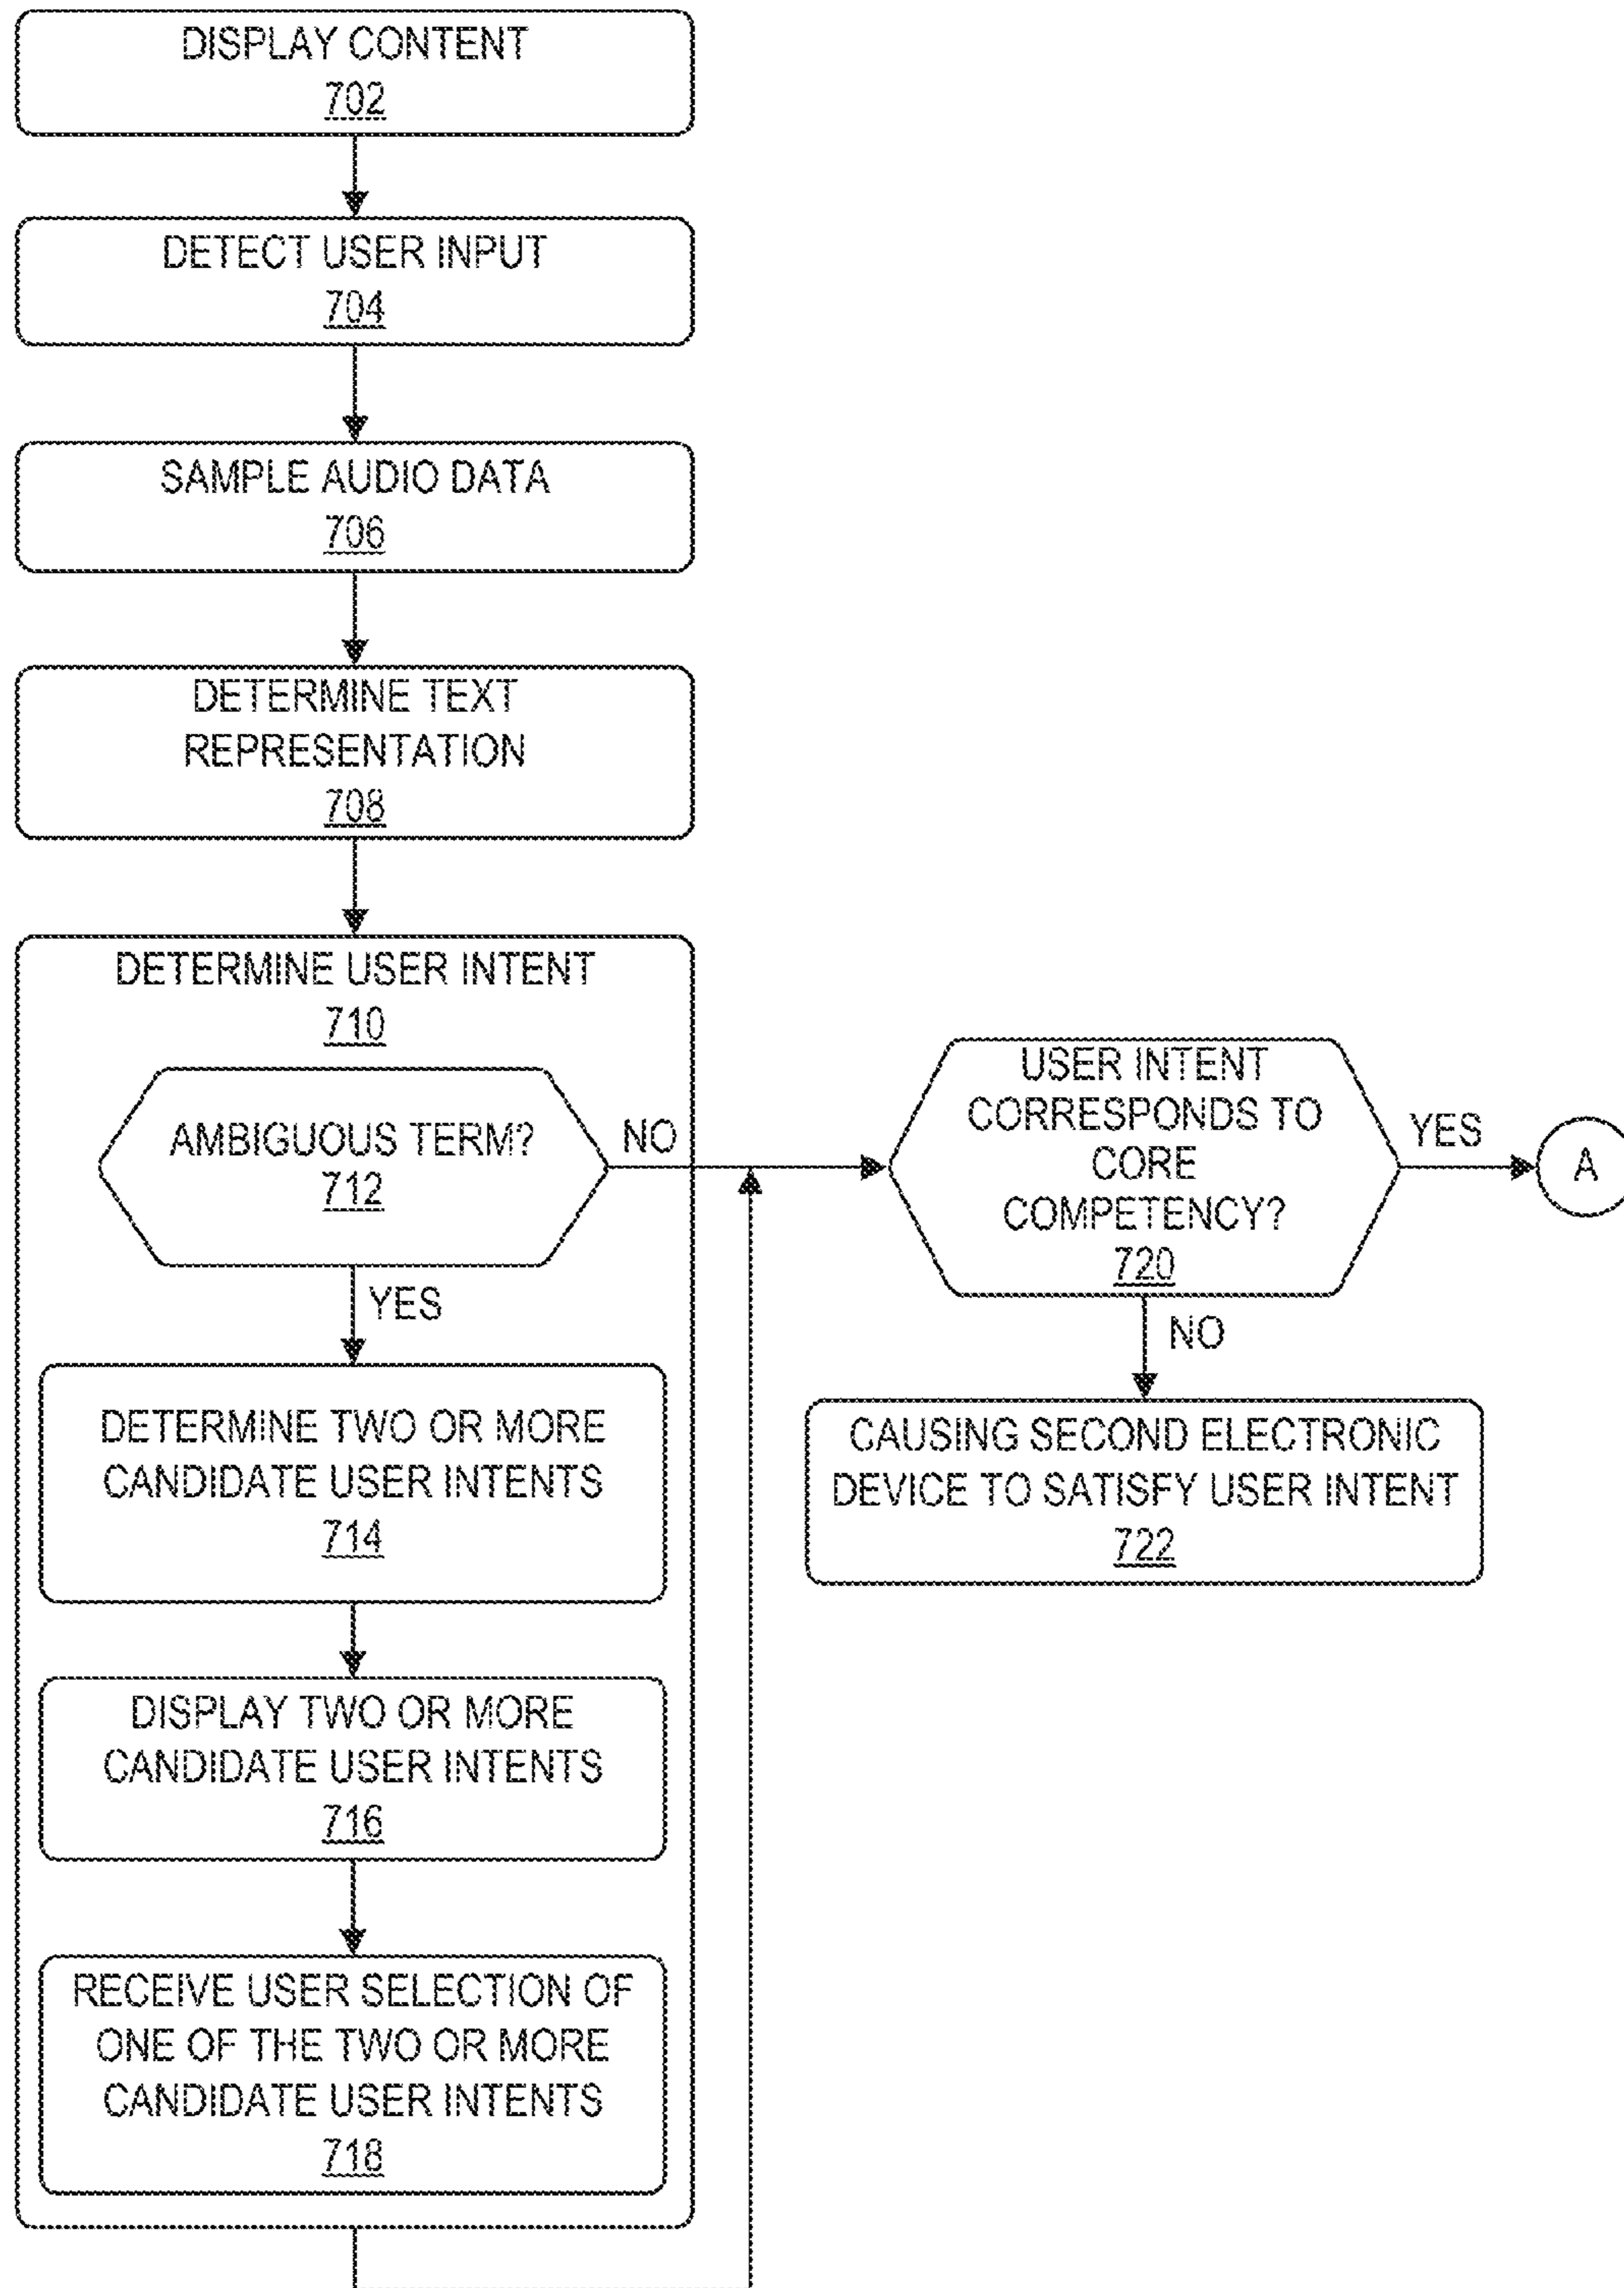 DISPLAY CONTENT
702
DETECT USER INPUT
704
SAMPLE AUDIO DATA
706
DETERMINE TEXT
REPRESENTATION
708
DETERMINE USER INTENT
710
AMBIGUOUS TERM?
712
NO
YES
DETERMINE TWO OR MORE
CANDIDATE USER INTENTS
714
DISPLAY TWO OR MORE
CANDIDATE USER INTENTS
716
RECEIVE USER SELECTION OF
ONE OF THE TWO OR MORE
CANDIDATE USER INTENTS
718
USER INTENT
CORRESPONDS TO
CORE
COMPETENCY?
720
YES
A
NO
CAUSING SECOND ELECTRONIC
DEVICE TO SATISFY USER INTENT
722